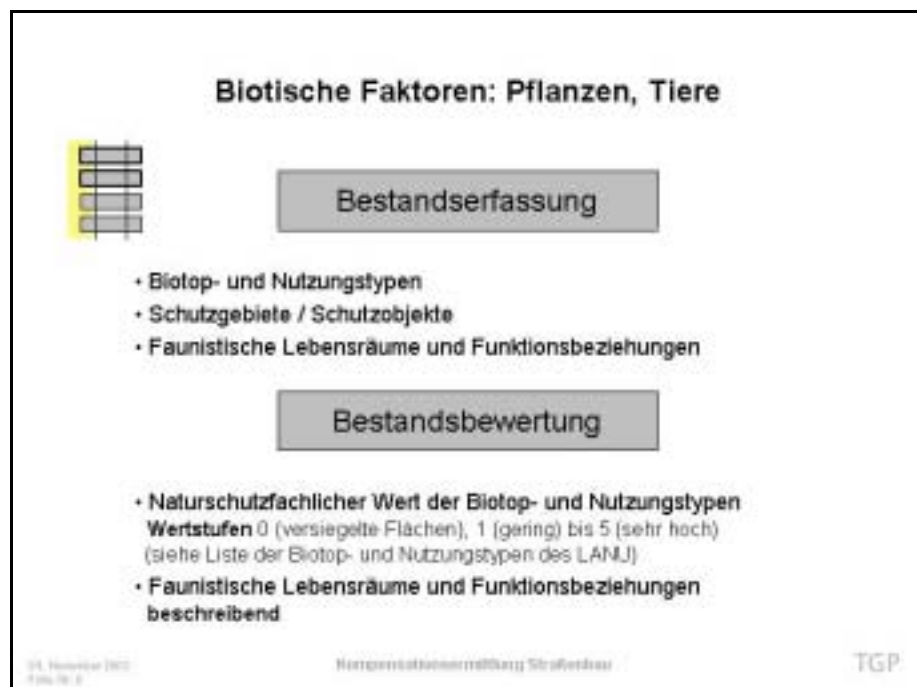 Biotische Faktoren: Pflanzen, Tiere
Bestandserfassung
• Biotop- und Nutzungstypen
• Schutzgebiete / Schutzobjekte
• Faunistische Lebensräume und Funktionsbeziehungen
Bestandsbewertung
• Naturschutzfachlicher Wert der Biotop- und Nutzungstypen
Wertstufen 0 (versiegelte Flächen), 1 (gering) bis 5 (sehr hoch)
(siehe Liste der Biotop- und Nutzungstypen des LANU)
• Faunistische Lebensräume und Funktionsbeziehungen
beschreibend
Kompensationsermittlung Straßenbau
TGP